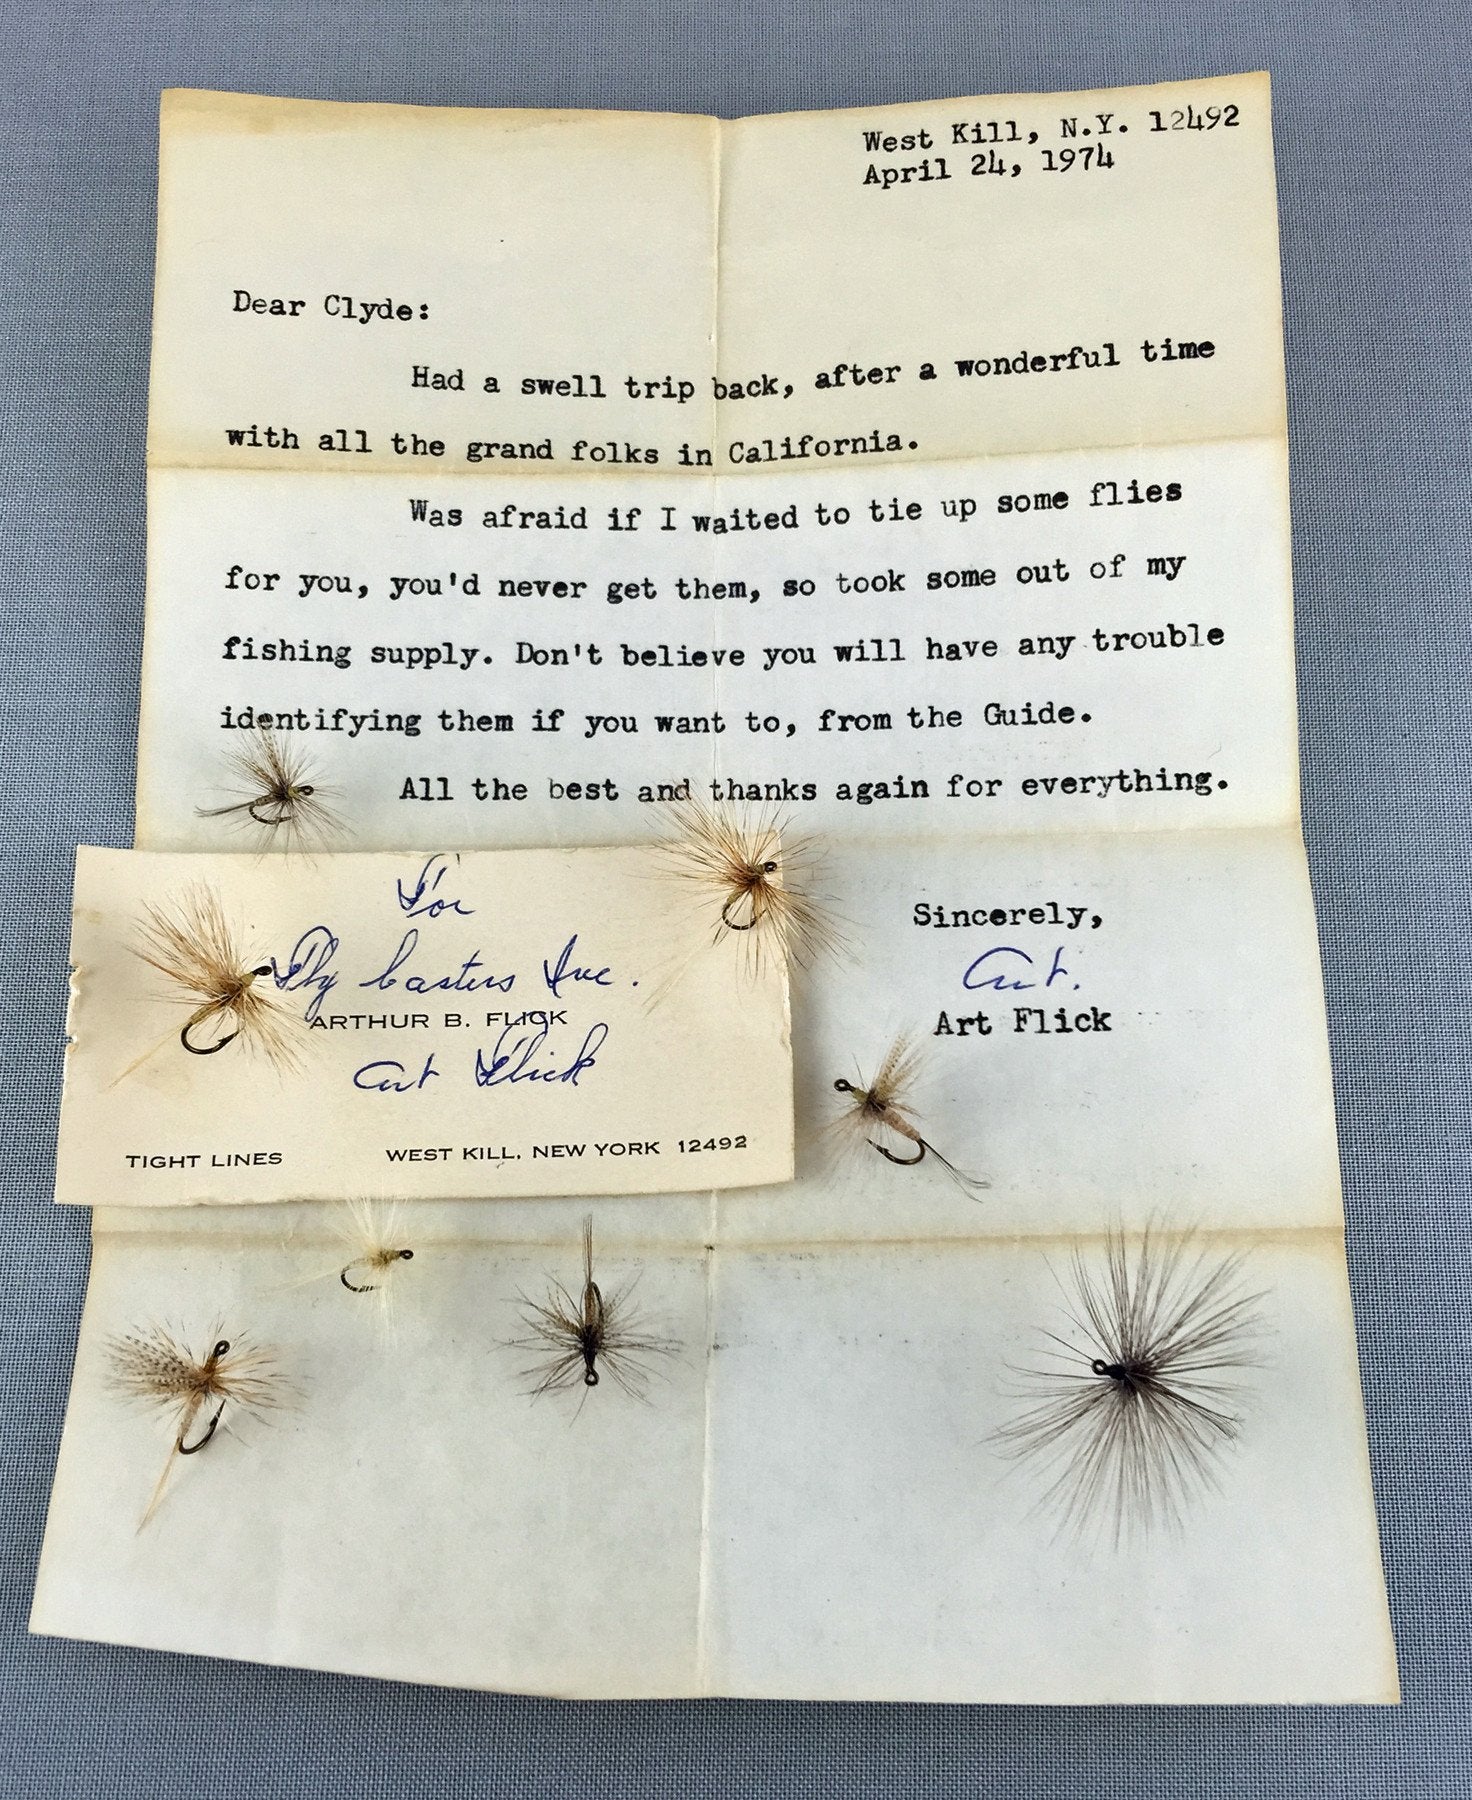 West Kill, N.Y. 12492
April 24, 1974
Dear Clyde:
Had a swell trip back, after a wonderful time
with all the grand folks in California.
Was afraid if I waited to tie up some flies
for you, you'd never get them, so took some out of my
fishing supply. Don't believe you will have any trouble
identifying them if you want to, from the Guide.
All the best and thanks again for everything.
Sincerely,
Art.
Art Flick
For
Fly Casters Inc.
ARTHUR B. FLICK
Art Flick
TIGHT LINES WEST KILL, NEW YORK 12492